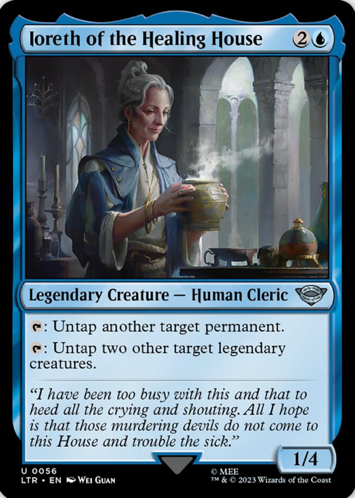 Ioreth of the Healing House 2
Legendary Creature — Human Cleric
: Untap another target permanent.
: Untap two other target legendary
creatures.
“I have been too busy with this and that to
heed all the crying and shouting. All I hope
is that those murdering devils do not come
to this House and trouble the sick.”
1/4
U 0056
LTR • EN Wei Guan
© MEE
™ & © 2023 Wizards of the Coast